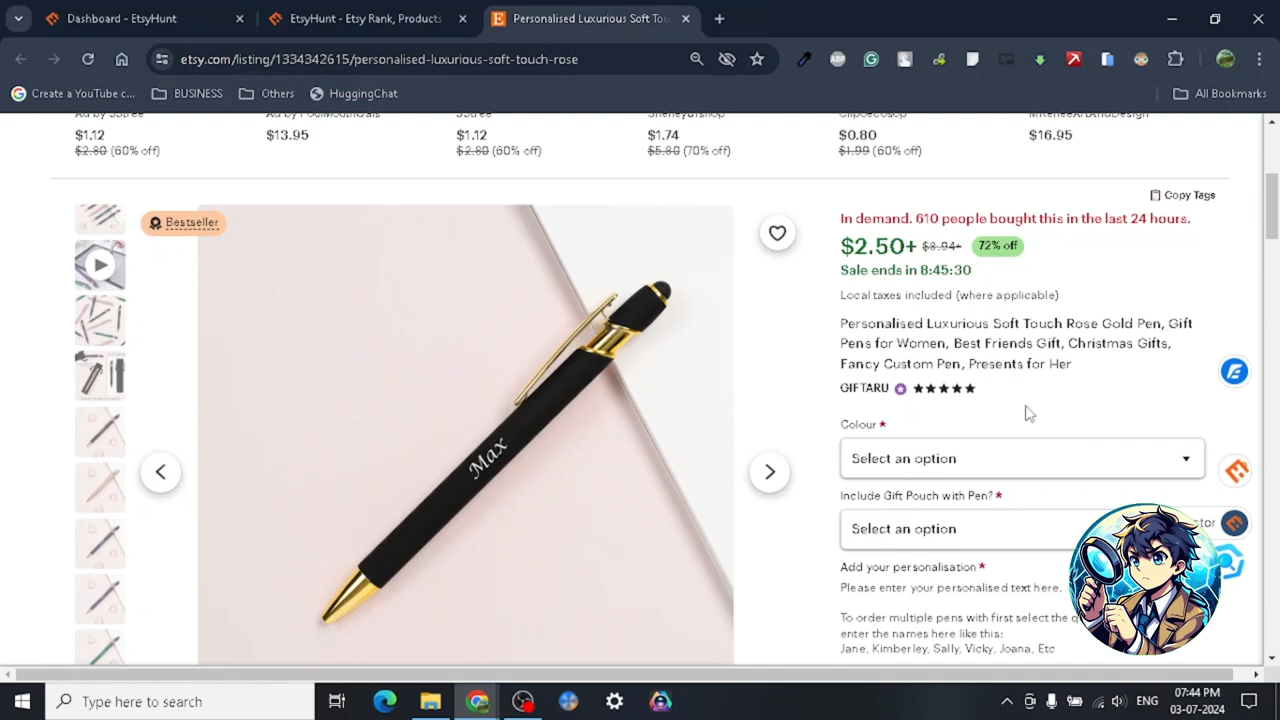 Dashboard - EtsyHunt
EtsyHunt - Etsy Rank, Products
Personalised Luxurious Soft Tou
etsy.com/listing/1334342615/personalised-luxurious-soft-touch-rose
Create a YouTube c...
BUSINESS
Others
HuggingChat
All Bookmarks
$1.12
$13.95
$1.12
$1.74
$0.80
$16.95
$2.80 (60% off)
$2.80 (60% off)
$5.80 (70% off)
$1.99 (60% off)
Copy Tags
Bestseller
In demand. 610 people bought this in the last 24 hours.
$2.50+ $8.94+ 72% off
Sale ends in 8:45:30
Local taxes included (where applicable)
Personalised Luxurious Soft Touch Rose Gold Pen, Gift
Pens for Women, Best Friends Gift, Christmas Gifts,
Fancy Custom Pen, Presents for Her
GIFTARU
Colour *
Select an option
Include Gift Pouch with Pen? *
Select an option
Add your personalisation *
Please enter your personalised text here.
To order multiple pens with first select the q
enter the names here like this:
Jane, Kimberley, Sally, Vicky, Joana, Etc
Max
Type here to search
ENG
07:44 PM
03-07-2024